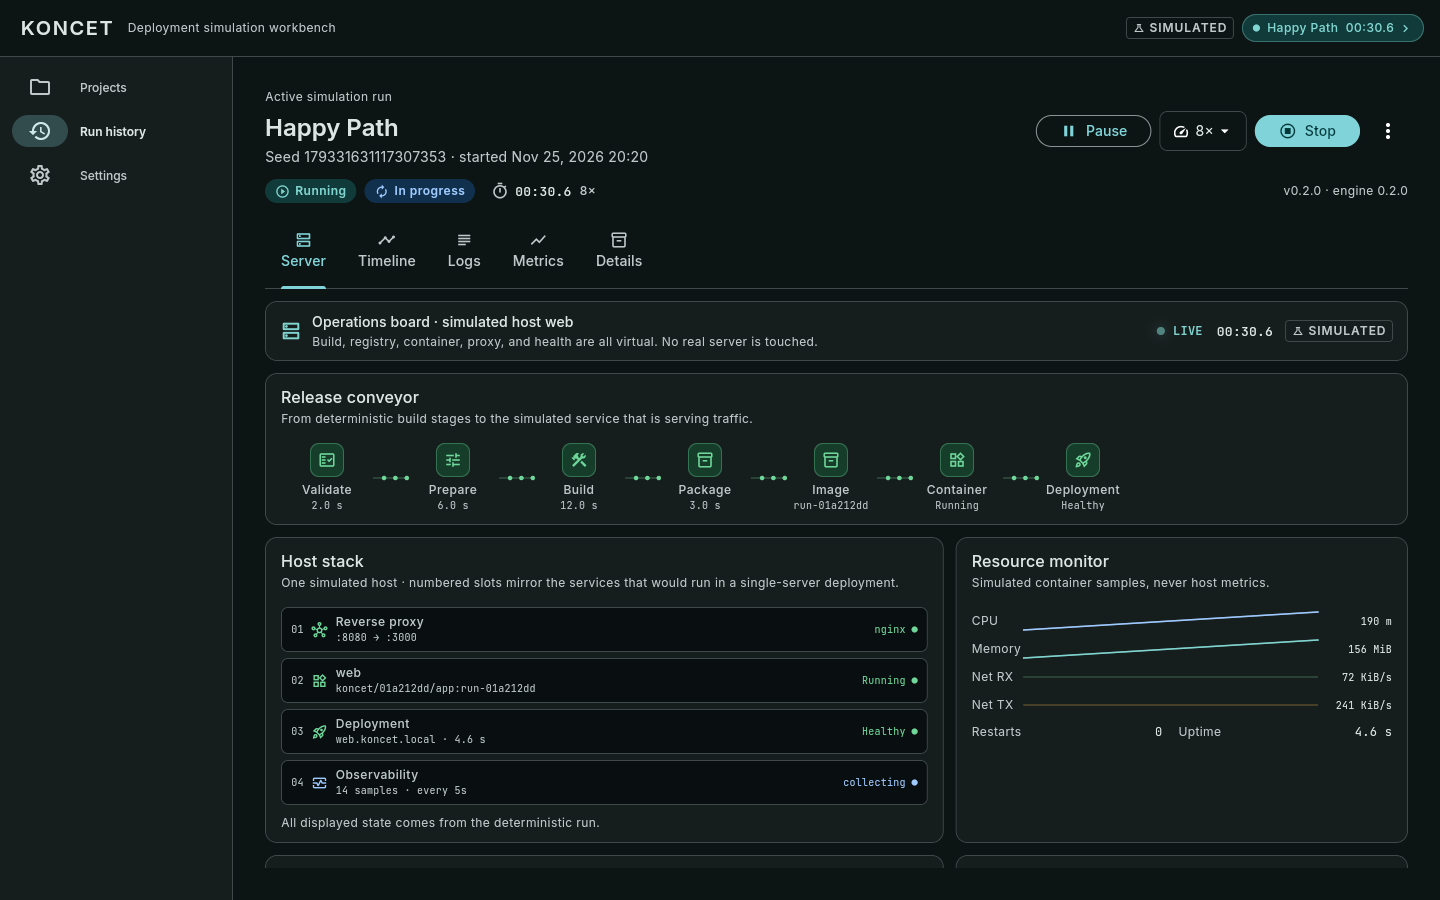 KONCET
Deployment simulation workbench
SIMULATED
Happy Path 00:30.6
Projects
Run history
Settings
Active simulation run
Happy Path
Seed 179331631117307353 · started Nov 25, 2026 20:20
Pause
8×
Stop
Running
In progress
00:30.6 8×
v0.2.0 · engine 0.2.0
Server
Timeline
Logs
Metrics
Details
Operations board · simulated host web
Build, registry, container, proxy, and health are all virtual. No real server is touched.
LIVE 00:30.6
SIMULATED
Release conveyor
From deterministic build stages to the simulated service that is serving traffic.
Validate
2.0 s
Prepare
6.0 s
Build
12.0 s
Package
3.0 s
Image
run-01a212dd
Container
Running
Deployment
Healthy
Host stack
One simulated host · numbered slots mirror the services that would run in a single-server deployment.
01
Reverse proxy
:8080 → :3000
nginx
02
web
koncet/01a212dd/app:run-01a212dd
Running
03
Deployment
web.koncet.local · 4.6 s
Healthy
04
Observability
14 samples · every 5s
collecting
All displayed state comes from the deterministic run.
Resource monitor
Simulated container samples, never host metrics.
CPU 190 m
Memory 156 MiB
Net RX 72 KiB/s
Net TX 241 KiB/s
Restarts 0 Uptime 4.6 s